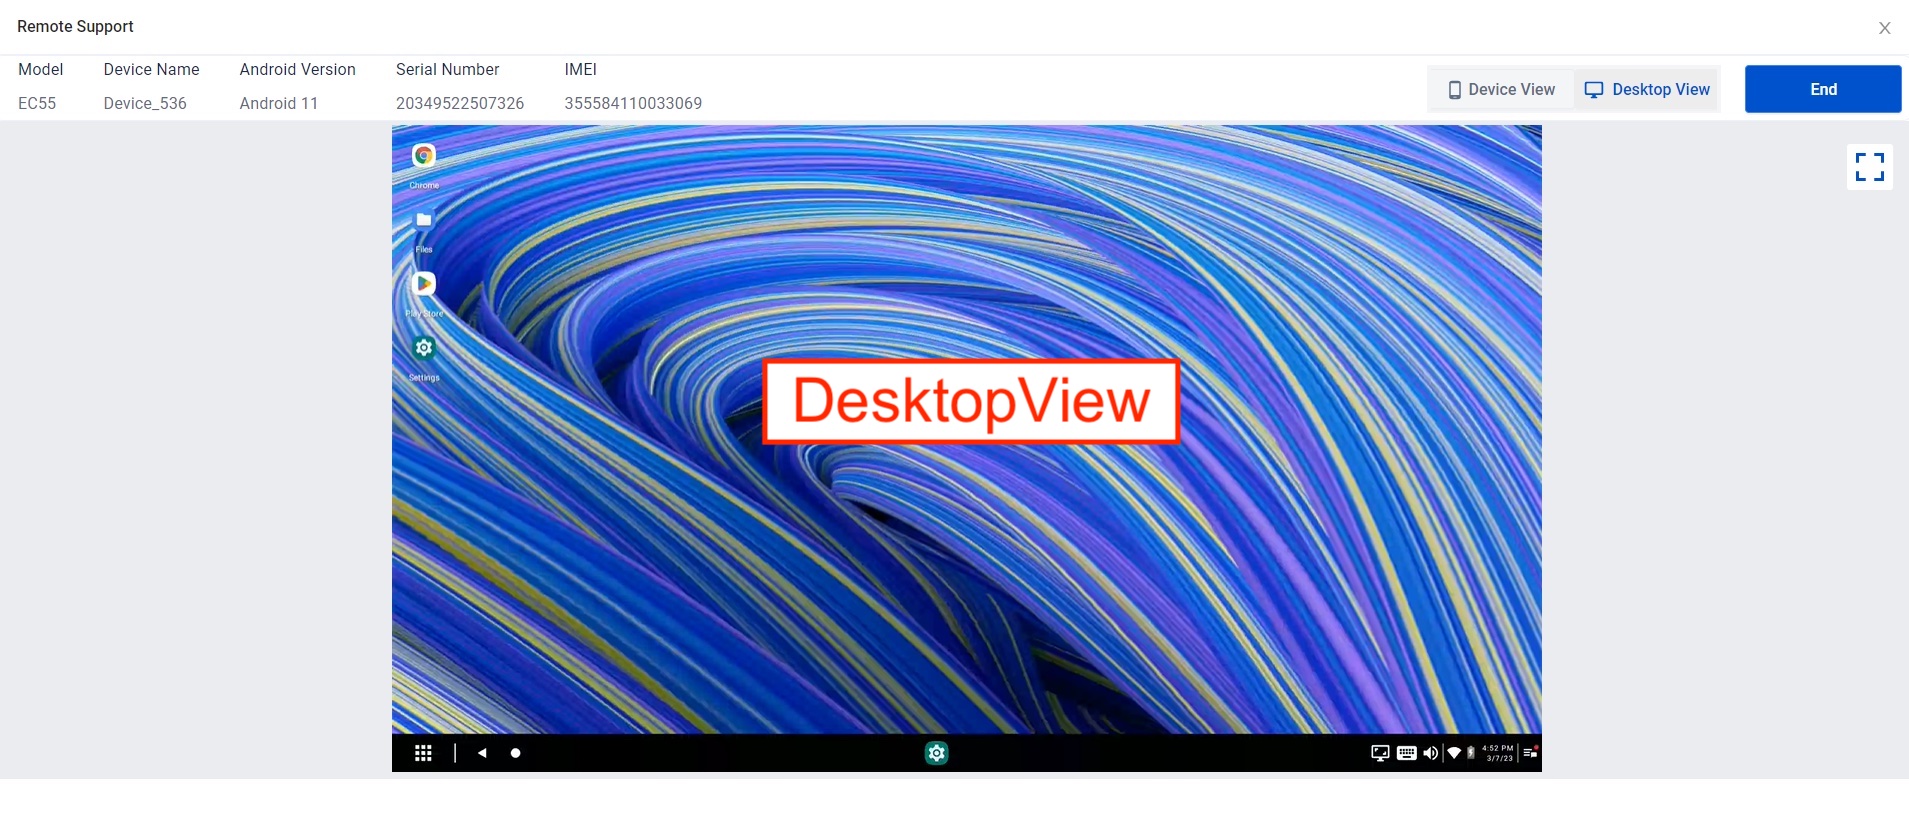 Remote Support
X
Model Device Name Android Version Serial Number IMEI
EC55 Device_536 Android 11 20349522507326 355584110033069
Device View Desktop View End
Chrome
Files
Play Store
Settings
DesktopView
4:52 PM
3/7/23